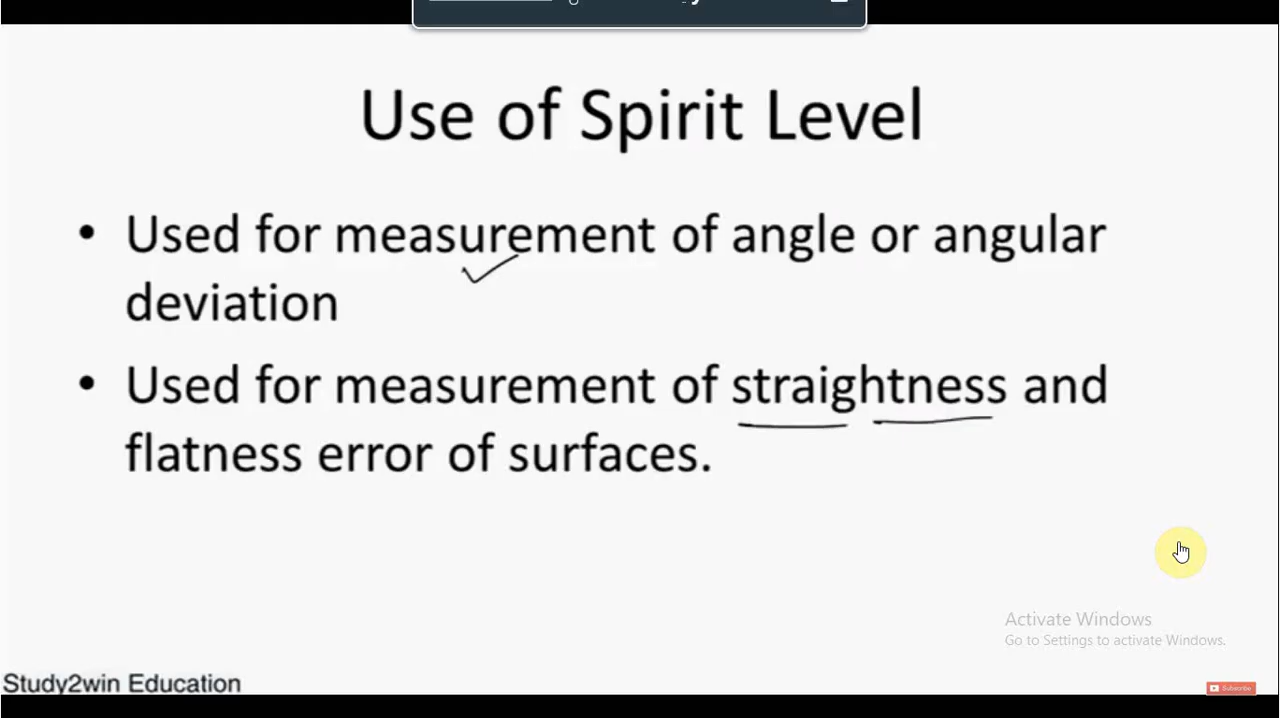 Use of Spirit Level
• Used for measurement of angle or angular
deviation
• Used for measurement of straightness and
flatness error of surfaces.
Activate Windows
Go to Settings to activate Windows.
Study2win Education
Subscribe